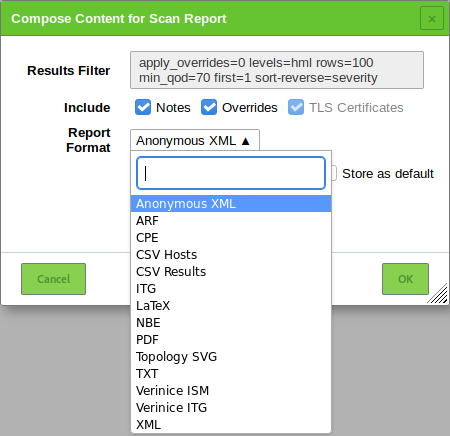 Compose Content for Scan Report
×
Results Filter
apply_overrides=0 levels=hml rows=100
min_qod=70 first=1 sort-reverse=severity
Include Notes Overrides TLS Certificates
Report
Format
Anonymous XML ▲
Store as default
Anonymous XML
ARF
CPE
CSV Hosts
CSV Results
ITG
LaTeX
NBE
PDF
Topology SVG
TXT
Verinice ISM
Verinice ITG
XML
Cancel
OK